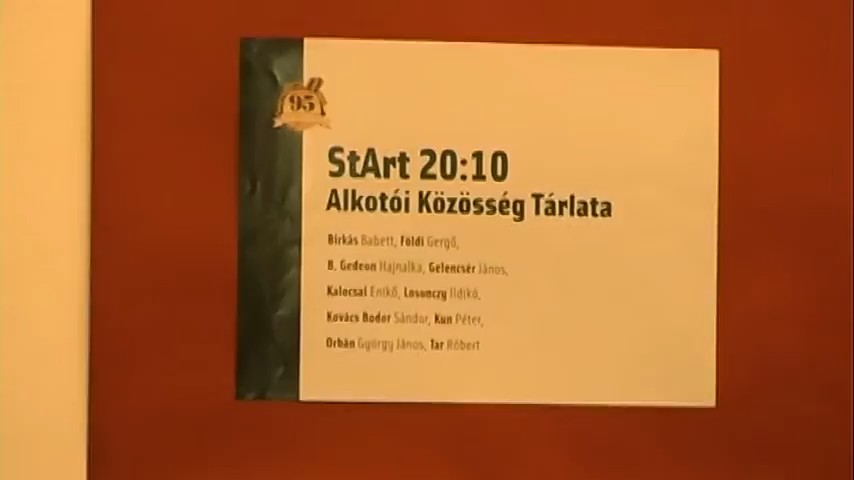 95
StArt 20:10
Alkotói Közösség Tárlata
Birkás Babett, Földi Gergő,
B. Gedeon Hajnalka, Gelencsér János,
Kalocsai Enikő, Losonczy Ildikó,
Kovács Bodor Sándor, Kun Péter,
Orbán György János, Tar Róbert